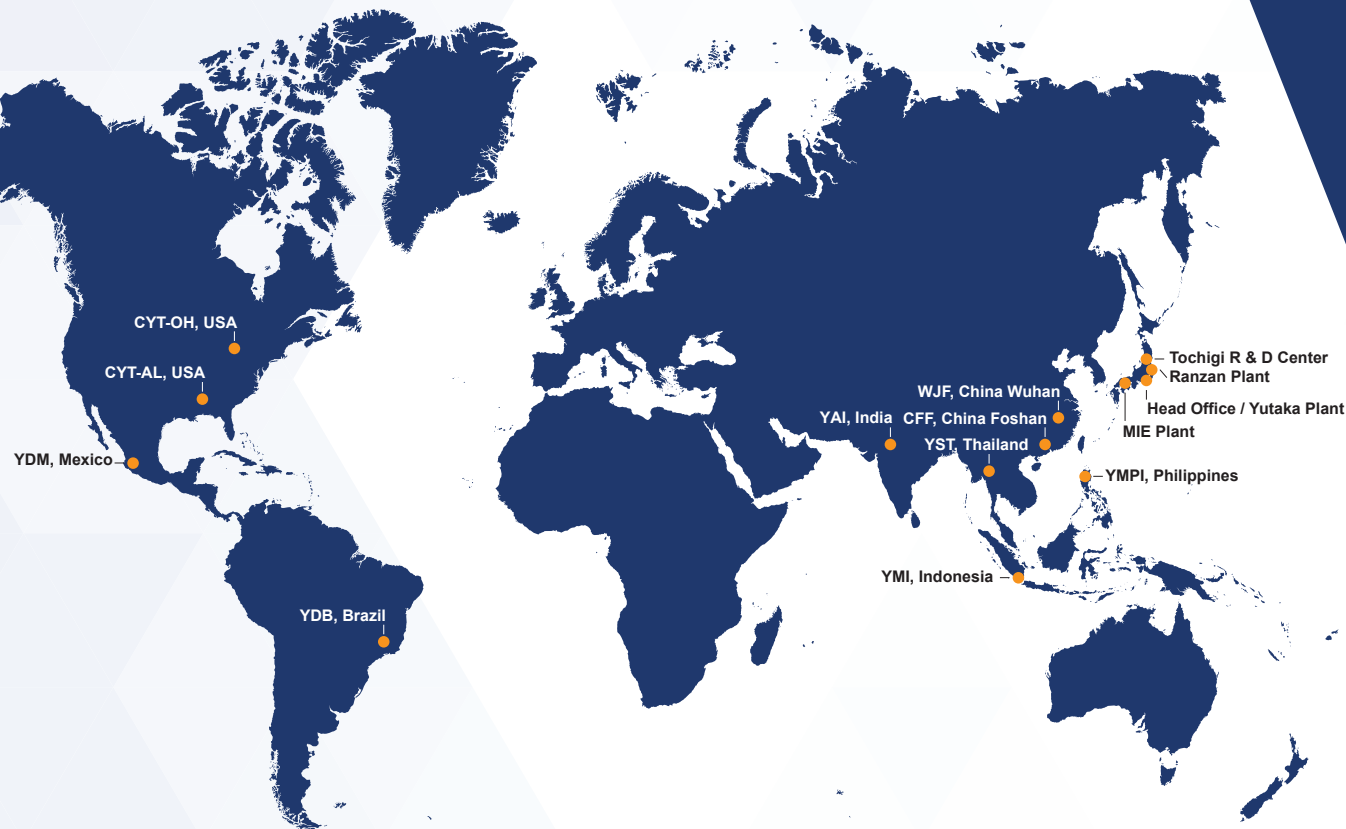 CYT-OH, USA
CYT-AL, USA
YDM, Mexico
YDB, Brazil
WJF, China Wuhan
YAI, India
CFF, China Foshan
YST, Thailand
YMI, Indonesia
Tochigi R & D Center
Ranzan Plant
Head Office / Yutaka Plant
MIE Plant
YMPI, Philippines